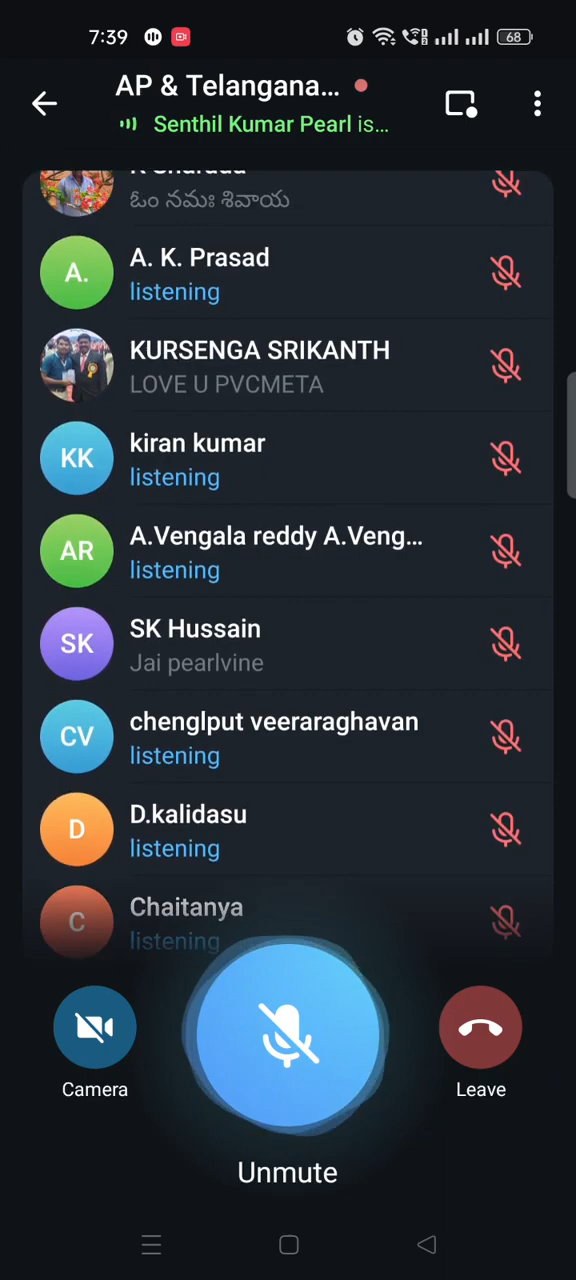 7:39
68
AP & Telangana...
Senthil Kumar Pearl is...
K Sharada
ఓం నమః శివాయ
A.
A. K. Prasad
listening
KURSENGA SRIKANTH
LOVE U PVCMETA
KK
kiran kumar
listening
AR
A.Vengala reddy A.Veng...
listening
SK
SK Hussain
Jai pearlvine
CV
chenglput veeraraghavan
listening
D
D.kalidasu
listening
C
Chaitanya
listening
Camera
Leave
Unmute